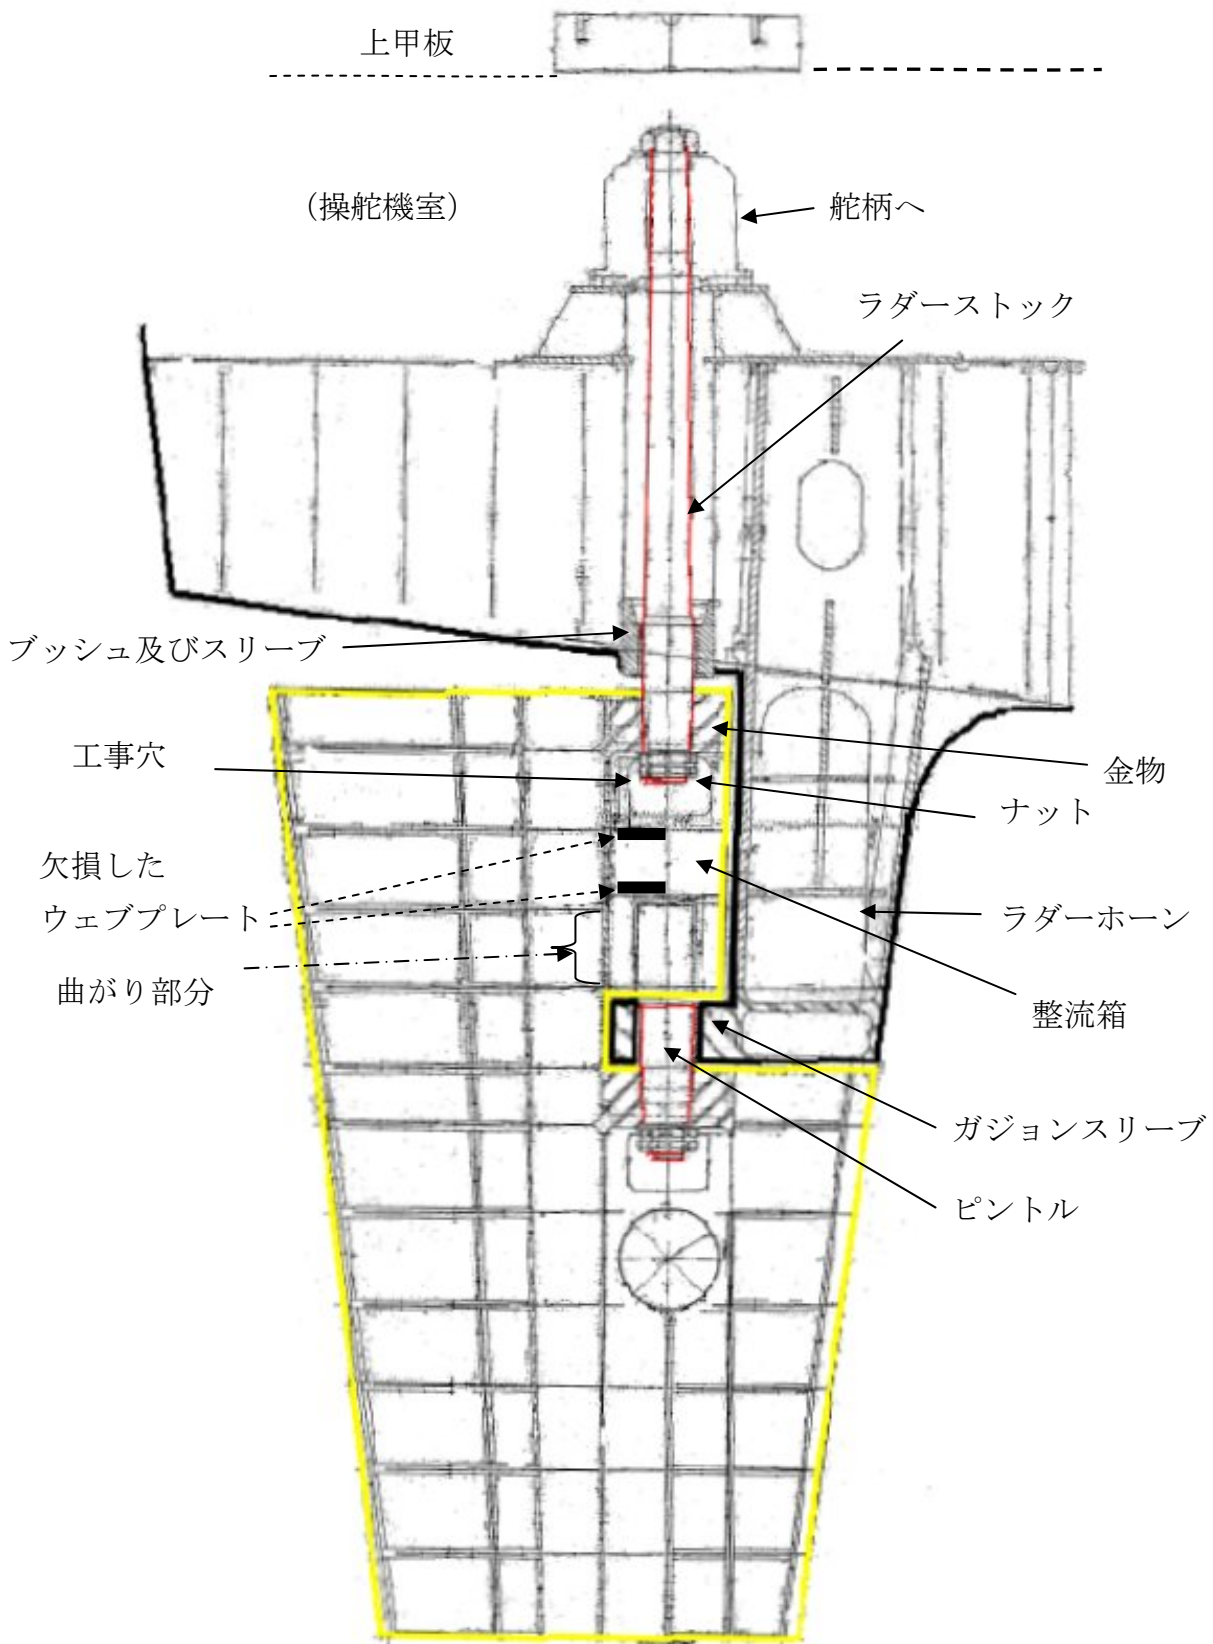 上甲板
(操舵機室)
舵柄へ
ラダーストック
ブッシュ及びスリーブ
工事穴
金物
ナット
欠損した
ウェブプレート
ラダーホーン
曲がり部分
整流箱
ガジョンスリーブ
ピントル